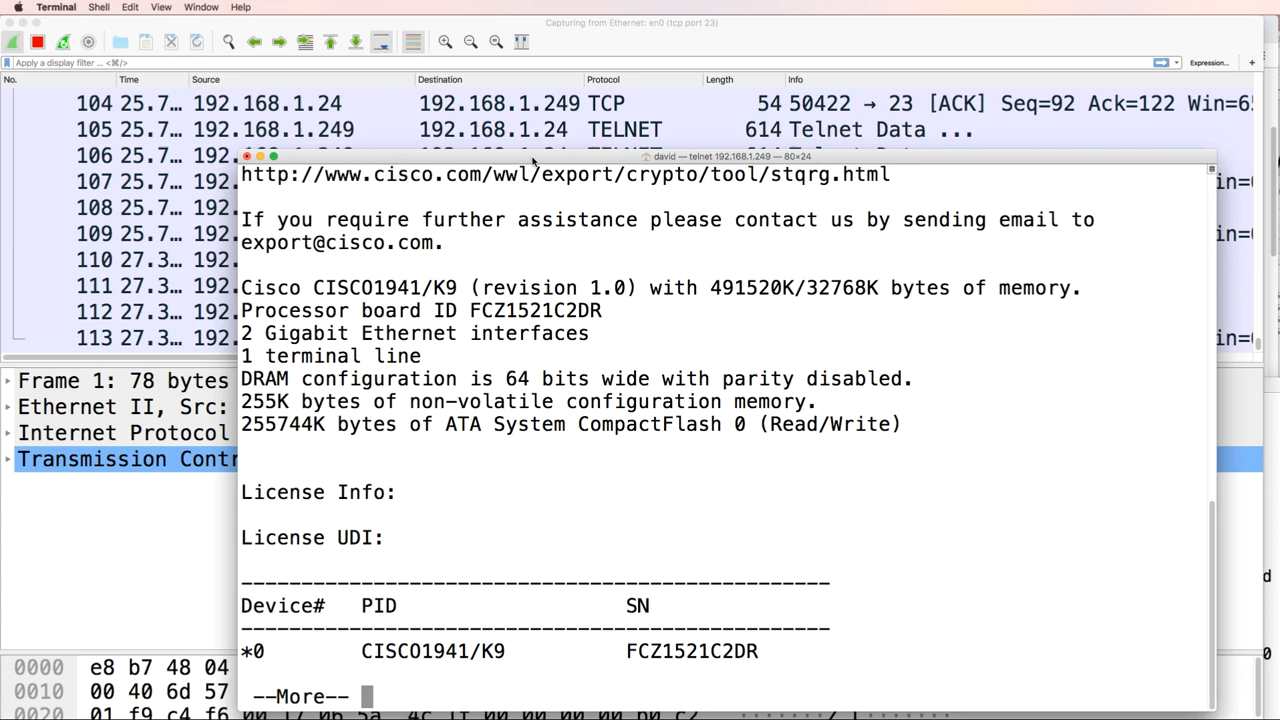 Terminal Shell Edit View Window Help
Capturing from Ethernet: en0 (tcp port 23)
Apply a display filter ... <⌘/>
Expression... +
No. Time Source Destination Protocol Length Info
104 25.7… 192.168.1.24 192.168.1.249 TCP 54 50422 → 23 [ACK] Seq=92 Ack=122 Win=65
105 25.7… 192.168.1.249 192.168.1.24 TELNET 614 Telnet Data ...
106 25.7… 192.
107 25.7… 192. in=
108 25.7… 192.
109 25.7… 192. in=
110 27.3… 192.
111 27.3… 192. in=
112 27.3… 192.
113 27.3… 192. in=
david — telnet 192.168.1.249 — 80×24
http://www.cisco.com/wwl/export/crypto/tool/stqrg.html
If you require further assistance please contact us by sending email to
export@cisco.com.
Cisco CISCO1941/K9 (revision 1.0) with 491520K/32768K bytes of memory.
Processor board ID FCZ1521C2DR
2 Gigabit Ethernet interfaces
1 terminal line
DRAM configuration is 64 bits wide with parity disabled.
255K bytes of non-volatile configuration memory.
255744K bytes of ATA System CompactFlash 0 (Read/Write)
License Info:
License UDI:
-------------------------------------------------
Device# PID SN
-------------------------------------------------
*0 CISCO1941/K9 FCZ1521C2DR
--More--
Frame 1: 78 bytes
Ethernet II, Src:
Internet Protocol
Transmission Contr
0000 e8 b7 48 04
0010 00 40 6d 57
0020 01 f9 c4 f6